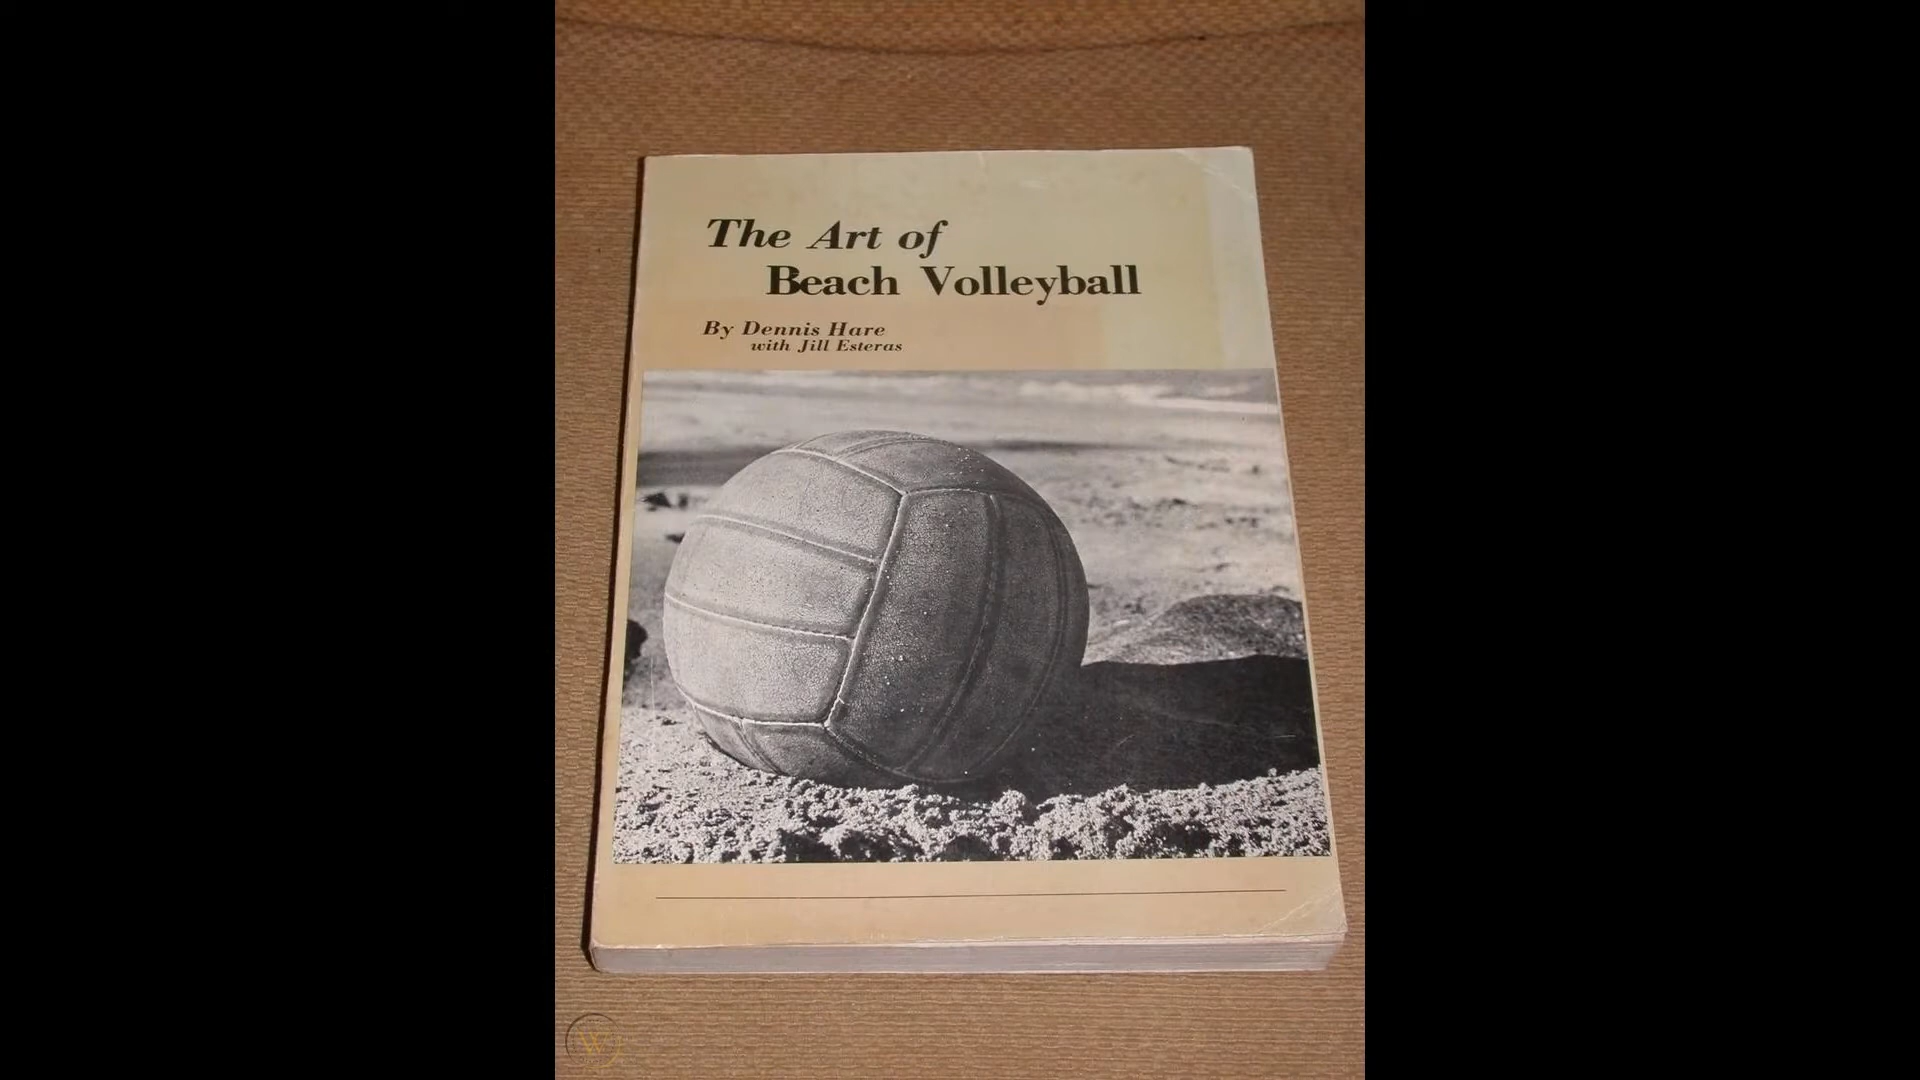 The Art of
Beach Volleyball
By Dennis Hare
with Jill Esteras
W